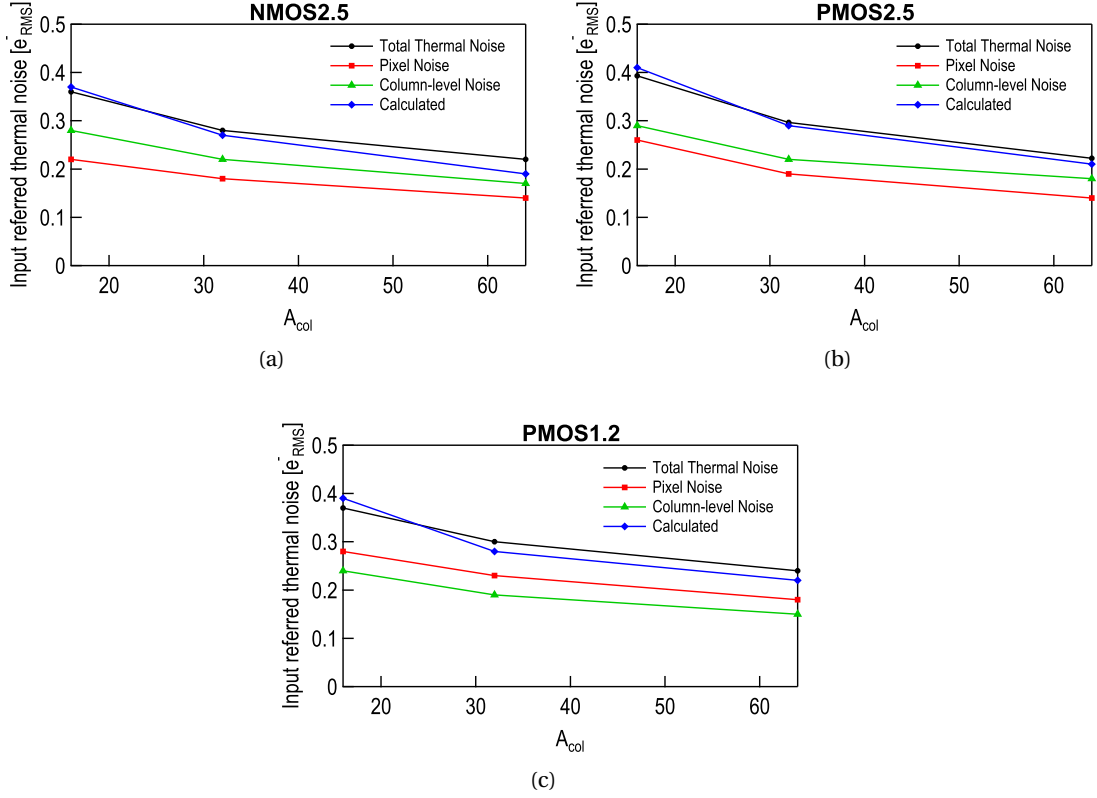 NMOS2.5
Input referred thermal noise [e-RMS]
0.5
0.4
0.3
0.2
0.1
0
Total Thermal Noise
Pixel Noise
Column-level Noise
Calculated
20 30 40 50 60
Acol
(a)
PMOS2.5
Input referred thermal noise [e-RMS]
0.5
0.4
0.3
0.2
0.1
0
Total Thermal Noise
Pixel Noise
Column-level Noise
Calculated
20 30 40 50 60
Acol
(b)
PMOS1.2
Input referred thermal noise [e-RMS]
0.5
0.4
0.3
0.2
0.1
0
Total Thermal Noise
Pixel Noise
Column-level Noise
Calculated
20 30 40 50 60
Acol
(c)